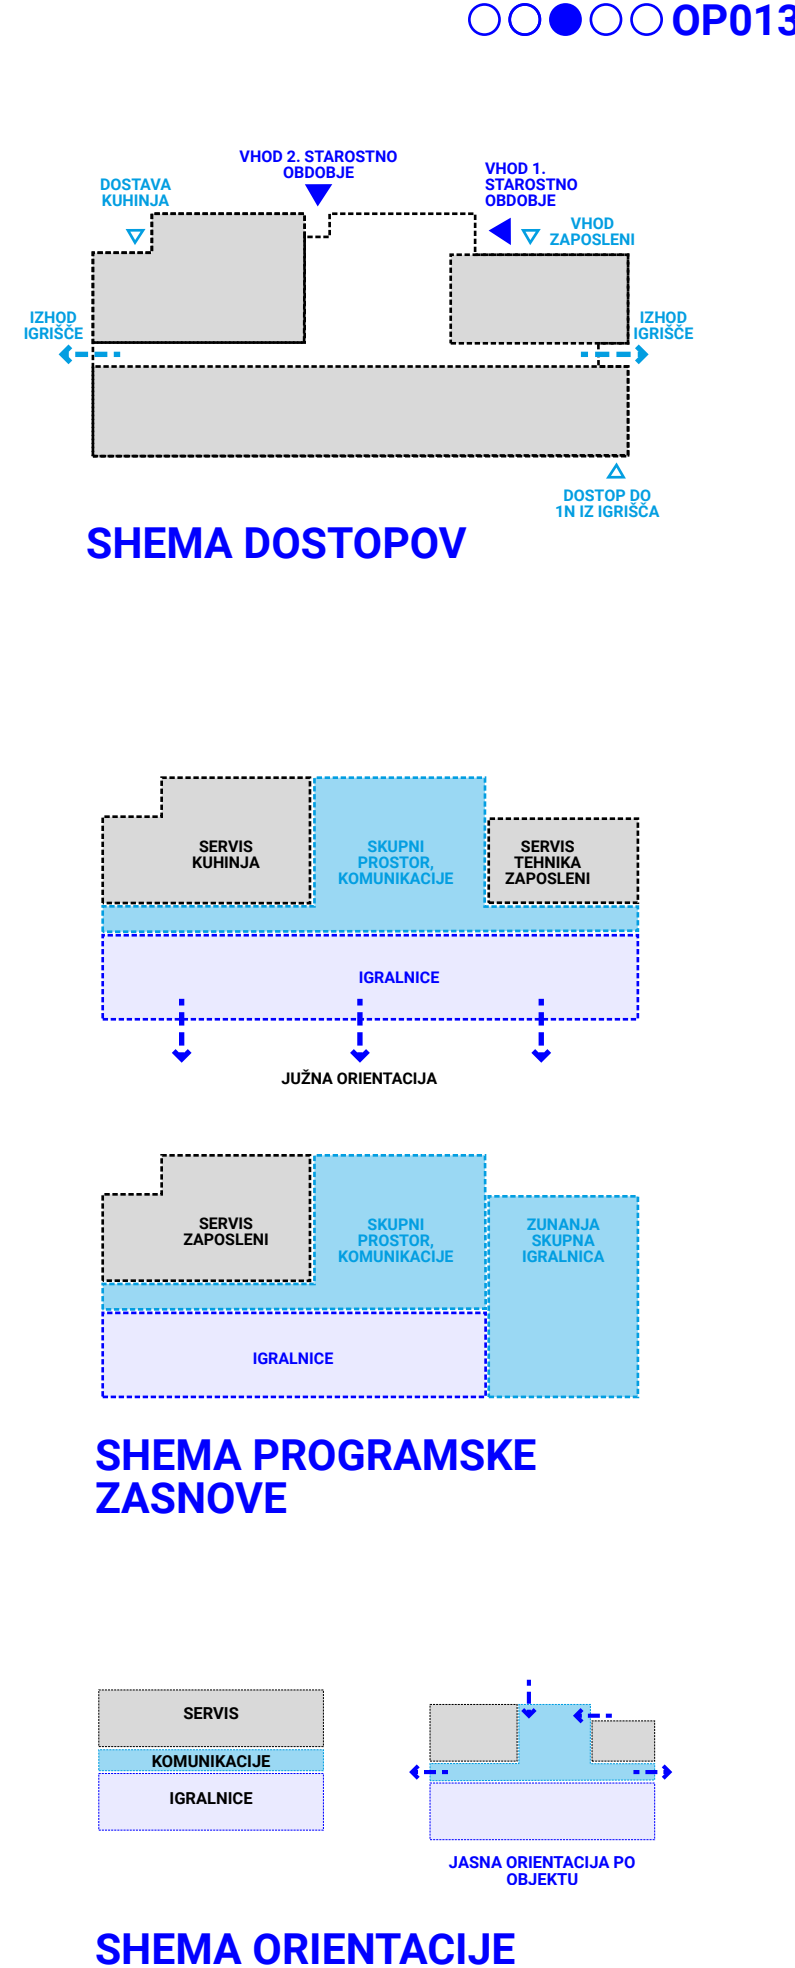 OP013
VHOD 2. STAROSTNO
OBDOBJE
VHOD 1.
STAROSTNO
OBDOBJE
DOSTAVA
KUHINJA
VHOD
ZAPOSLENI
IZHOD
IGRIŠČE
IZHOD
IGRIŠČE
DOSTOP DO
1N IZ IGRIŠČA
SHEMA DOSTOPOV
SERVIS
KUHINJA
SKUPNI
PROSTOR,
KOMUNIKACIJE
SERVIS
TEHNIKA
ZAPOSLENI
IGRALNICE
JUŽNA ORIENTACIJA
SERVIS
ZAPOSLENI
SKUPNI
PROSTOR,
KOMUNIKACIJE
ZUNANJA
SKUPNA
IGRALNICA
IGRALNICE
SHEMA PROGRAMSKE
ZASNOVE
SERVIS
KOMUNIKACIJE
IGRALNICE
JASNA ORIENTACIJA PO
OBJEKTU
SHEMA ORIENTACIJE